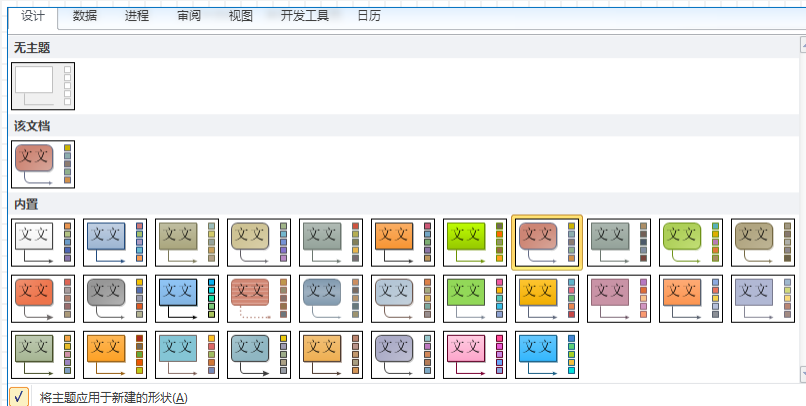 设计 数据 进程 审阅 视图 开发工具 日历
无主题
该文档
文文
内置
文文 文文 文文 文文 文文 文文 文文 文文 文文 文文 文文
文文 文文 文文 文文 文文 文文 文文 文文 文文 文文 文文
文文 文文 文文 文文 文文 文文 文文 文文
将主题应用于新建的形状(A)